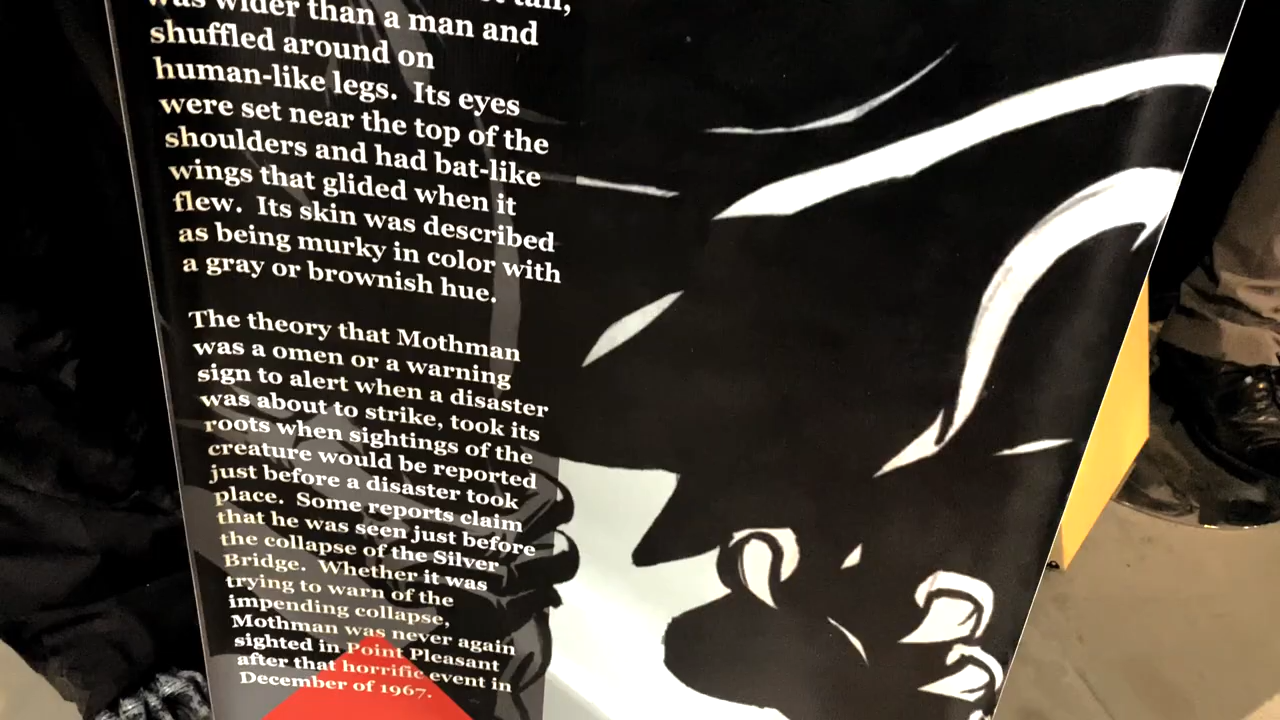 tall,
was wider than a man and
shuffled around on
human-like legs. Its eyes
were set near the top of the
shoulders and had bat-like
wings that glided when it
flew. Its skin was described
as being murky in color with
a gray or brownish hue.
The theory that Mothman
was a omen or a warning
sign to alert when a disaster
was about to strike, took its
roots when sightings of the
creature would be reported
just before a disaster took
place. Some reports claim
that he was seen just before
the collapse of the Silver
Bridge. Whether it was
trying to warn of the
impending collapse,
Mothman was never again
sighted in Point Pleasant
after that horrific event in
December of 1967.